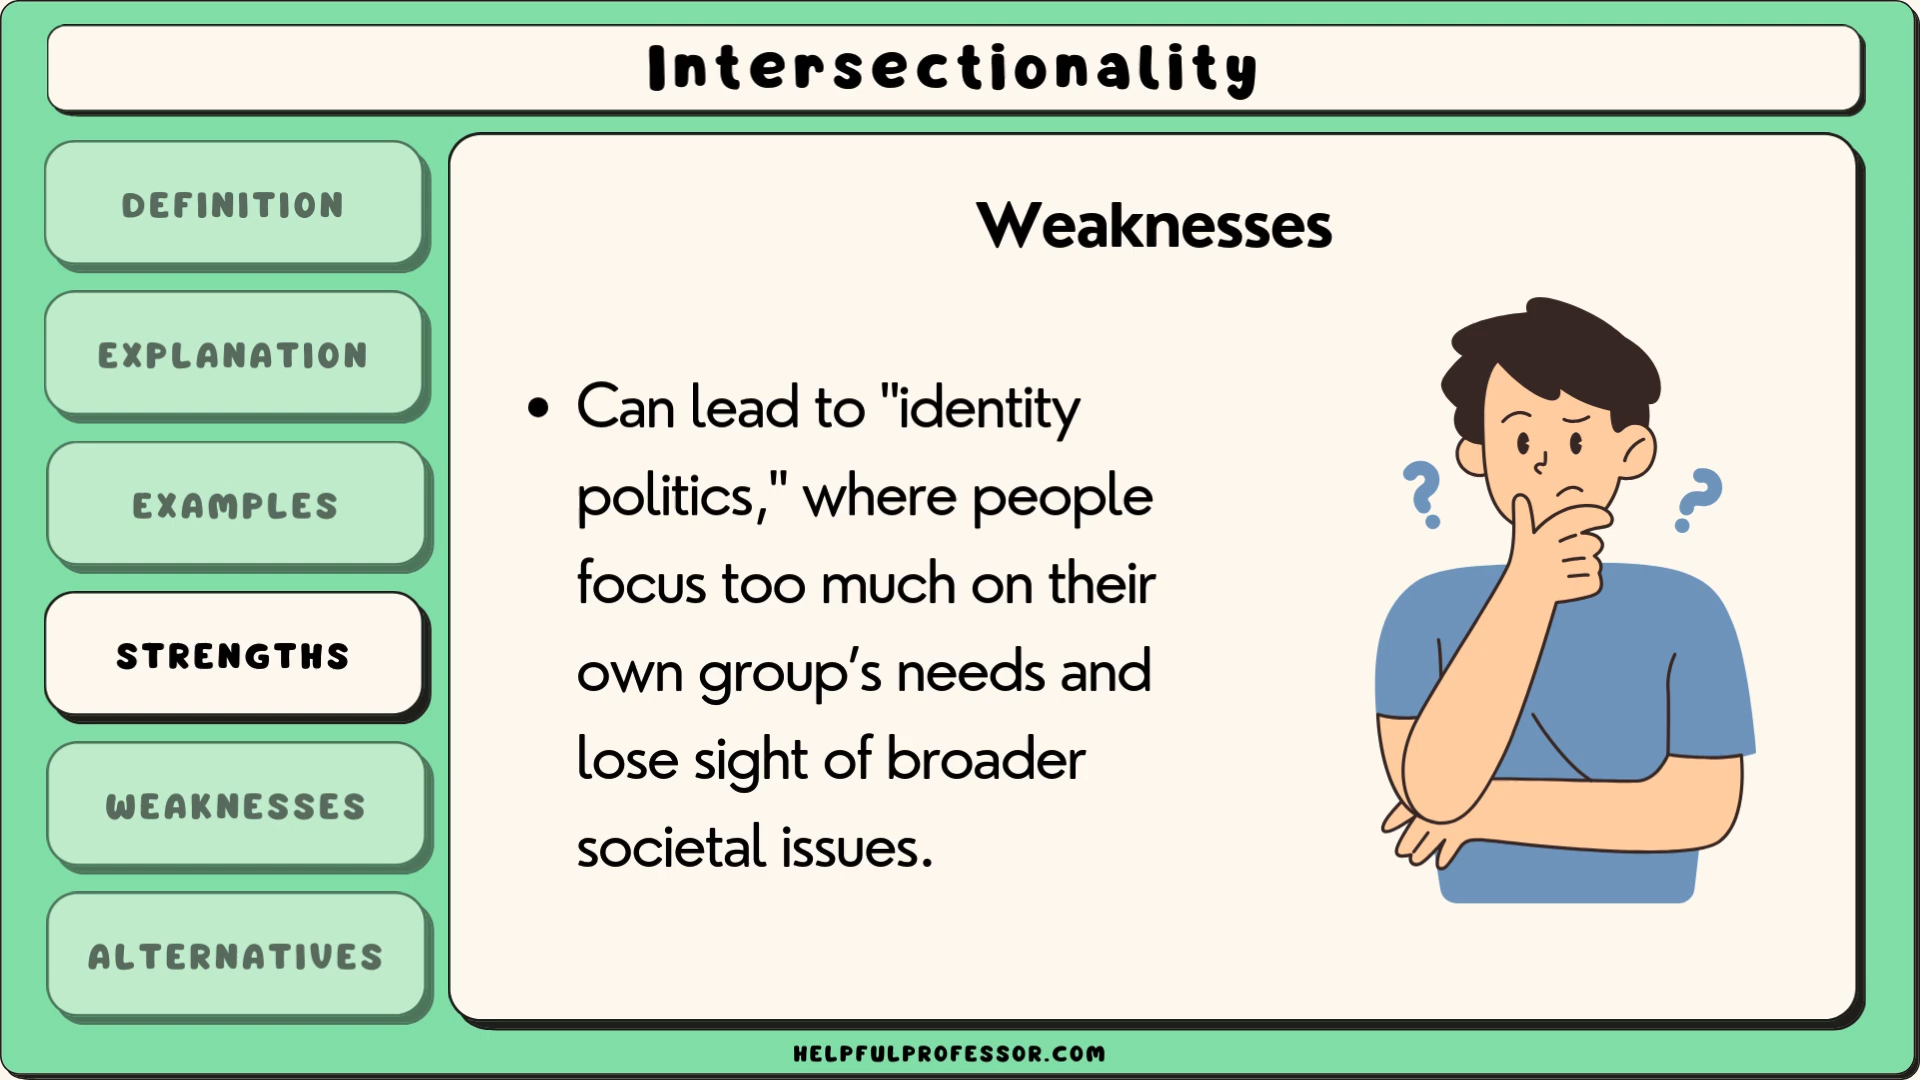 Intersectionality
DEFINITION
EXPLANATION
EXAMPLES
STRENGTHS
WEAKNESSES
ALTERNATIVES
Weaknesses
• Can lead to "identity
politics," where people
focus too much on their
own group’s needs and
lose sight of broader
societal issues.
?
?
HELPFULPROFESSOR.COM